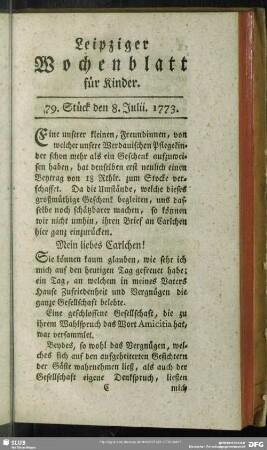 Leipziger
Wochenblatt
für Kinder.
79. Stück den 8. Julii. 1773.
Eine unserer kleinen, Freundinnen, von
welcher unsere Werdauischen Pflegekin-
der schon mehr als ein Geschenk aufzuwei-
sen haben, hat denselben erst neulich einen
Beytrag von 18 Rthlr. zum Stocke ver-
schaffet. Da die Umstände, welche dieses
großmüthige Geschenk begleiten, uns das-
selbe noch schätzbarer machen, so können
wir nicht umhin, ihren Brief an Carlchen
hier ganz einzurücken.
Mein liebes Carlchen!
Sie können kaum glauben, wie sehr ich
mich auf den heutigen Tag gefreuet habe;
ein Tag, an welchem in meines Vaters
Hause Zufriedenheit und Vergnügen die
ganze Gesellschaft belebte.
Eine geschlossene Gesellschaft, die zu
ihrem Wahlspruch das Wort Amicitia hat,
war versammlet.
Beydes, so wohl das Vergnügen, wel-
ches sich auf den aufgeheiterten Gesichtern
der Gäste wahrnehmen ließ, als auch der
Gesellschaft eigene Denkspruch, liessen
C mich
SLUB
DFG